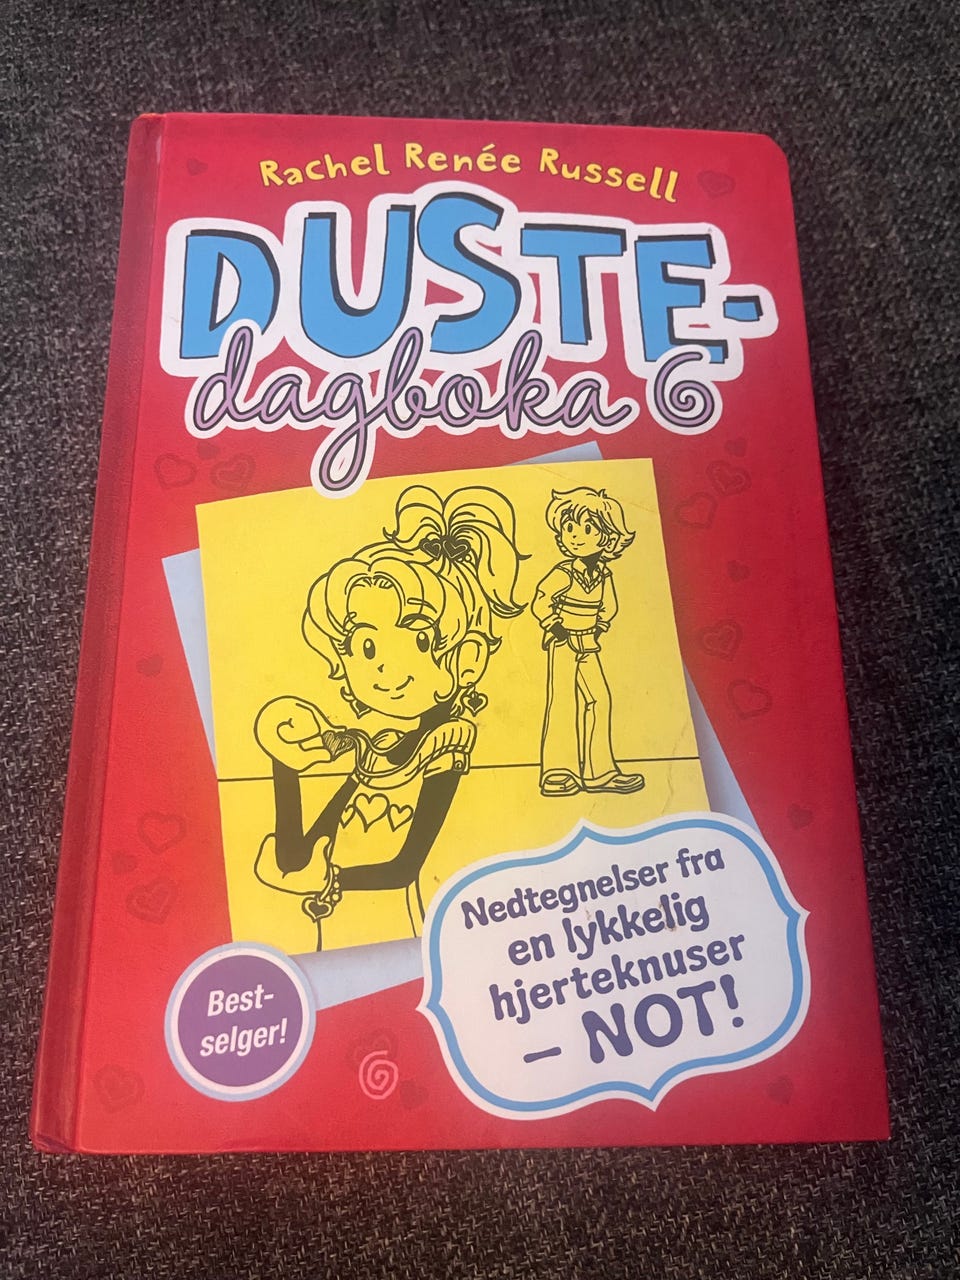 Rachel Renée Russell
DUSTE-
dagboka 6
Nedtegnelser fra
en lykkelig
hjerteknuser
– NOT!
Best-
selger!